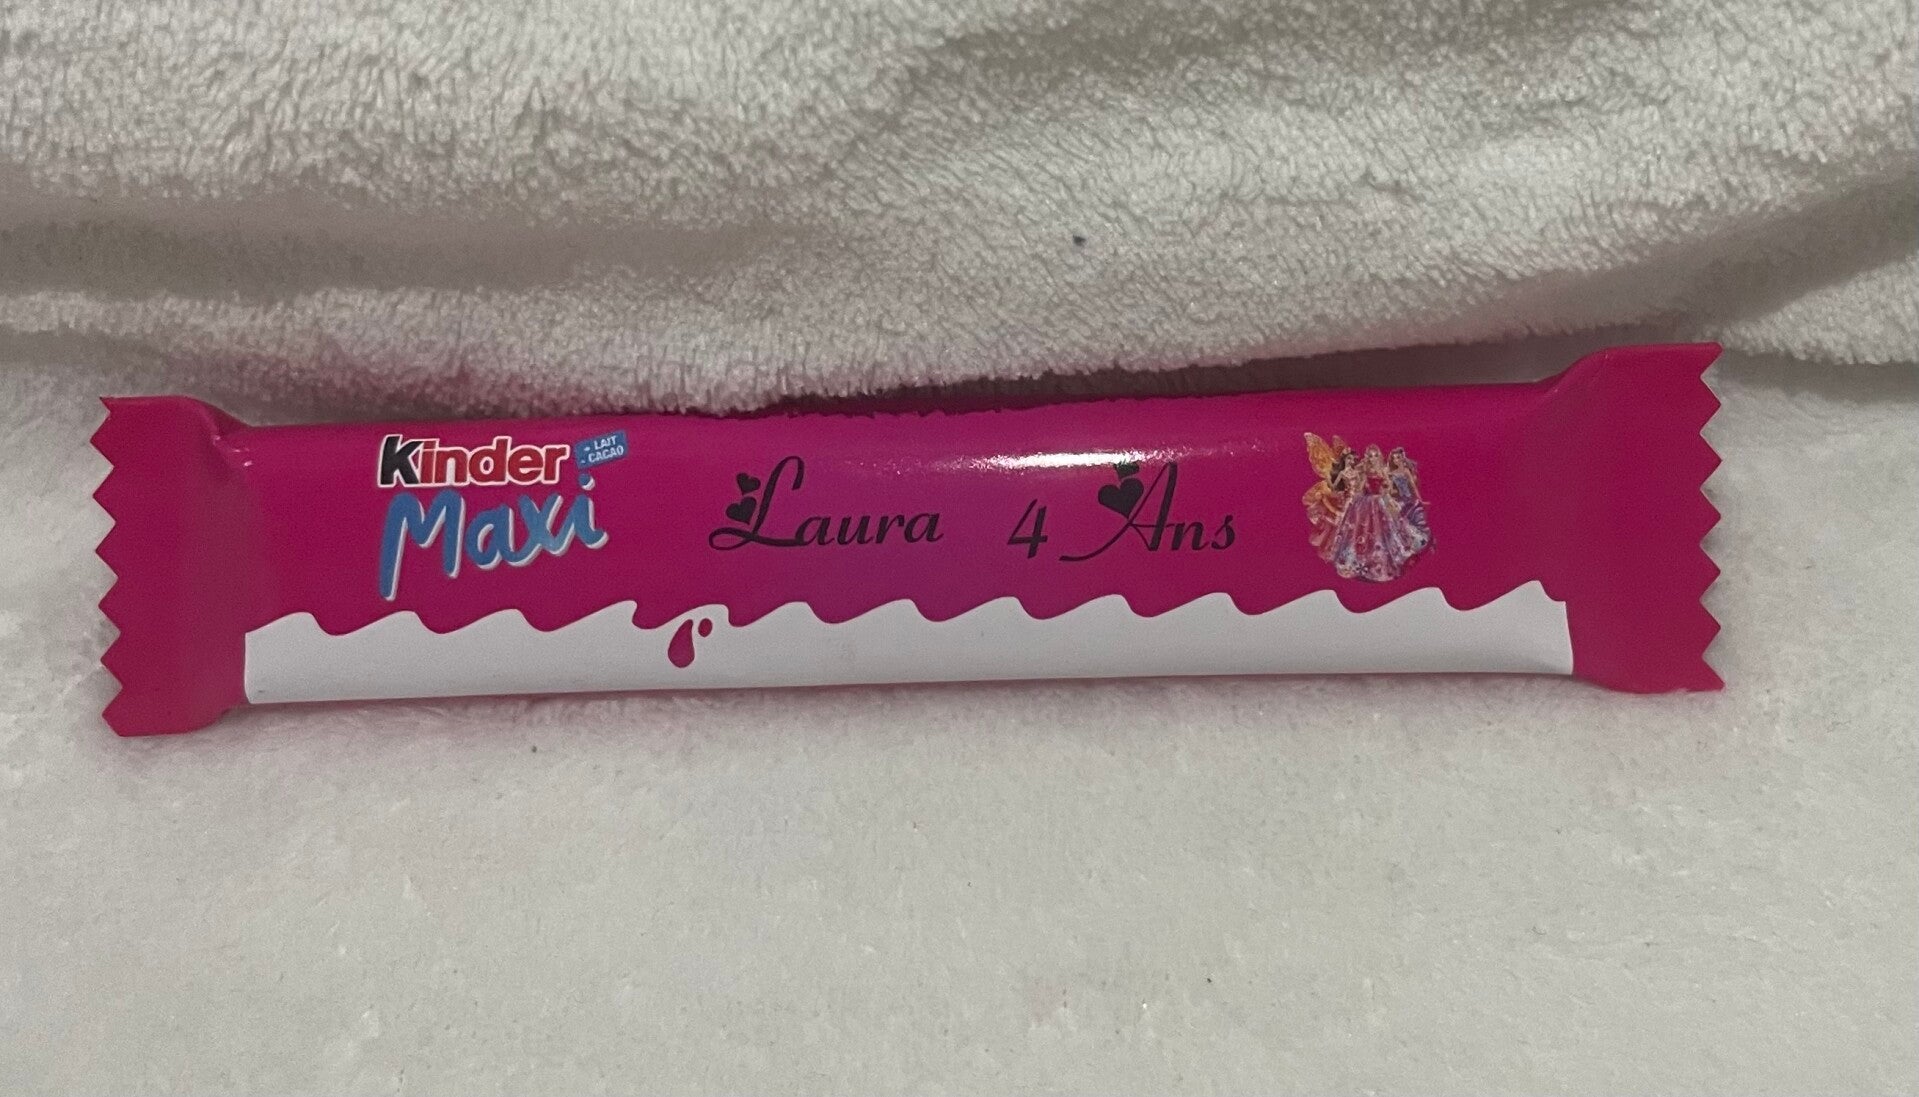 Kinder
+ LAIT
- CACAO
Maxi
Laura 4 Ans